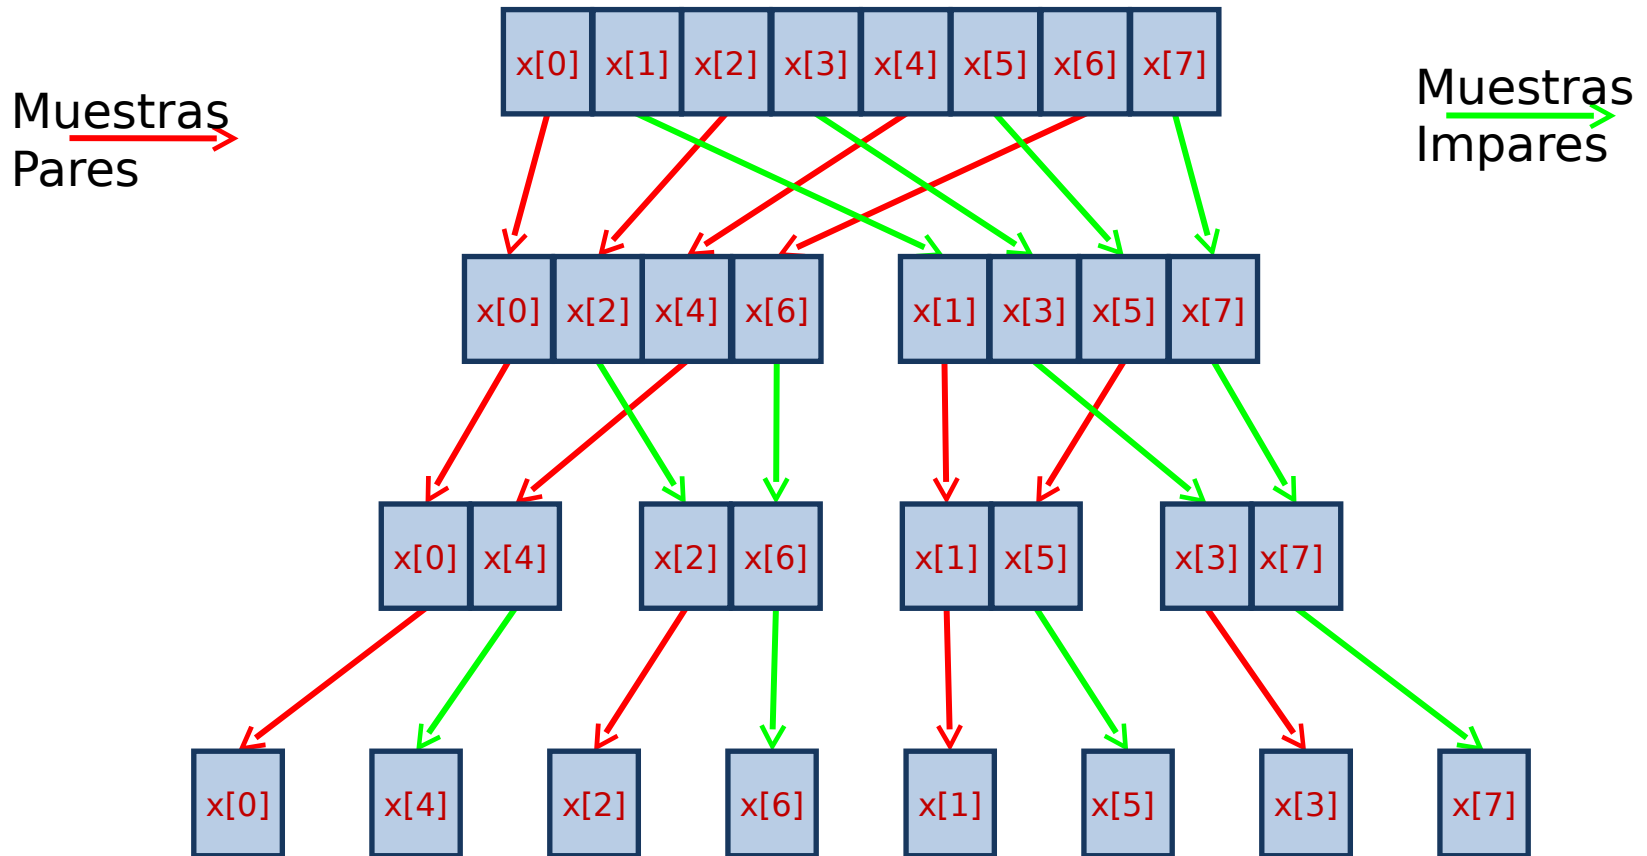 x[0] x[1] x[2] x[3] x[4] x[5] x[6] x[7]
Muestras
Pares
Muestras
Impares
x[0] x[2] x[4] x[6] x[1] x[3] x[5] x[7]
x[0] x[4] x[2] x[6] x[1] x[5] x[3] x[7]
x[0] x[4] x[2] x[6] x[1] x[5] x[3] x[7]